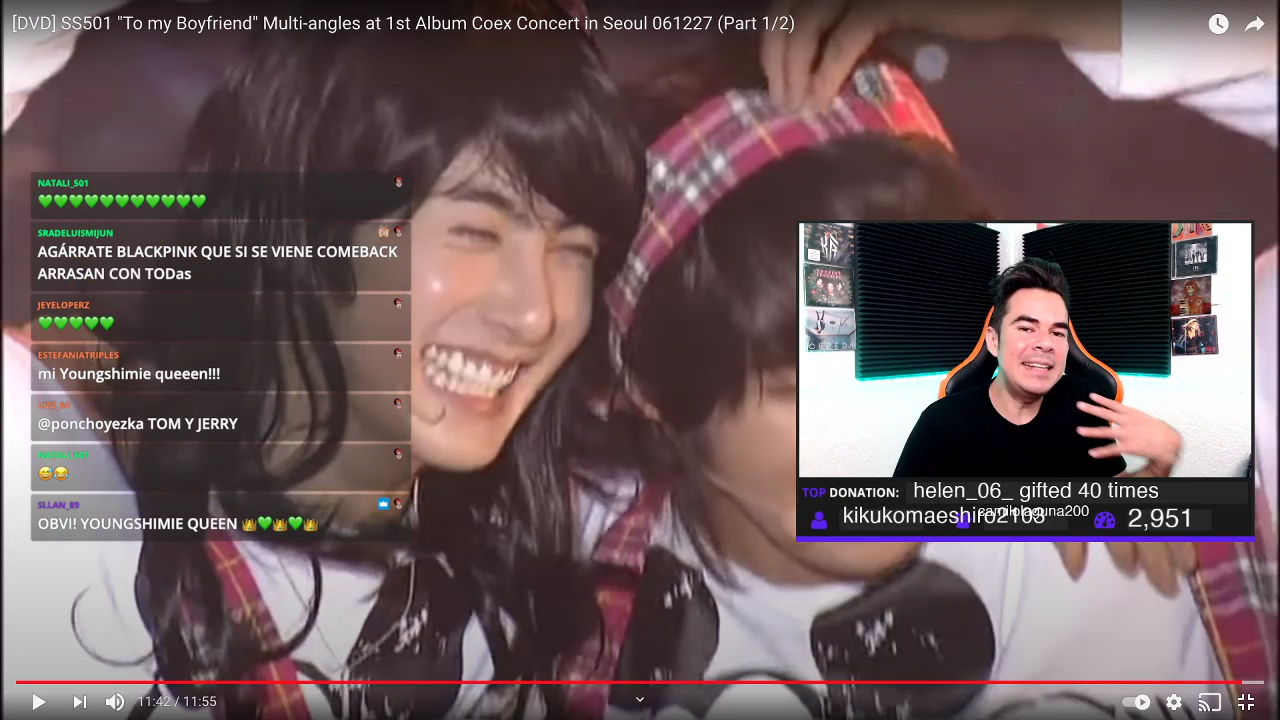 [DVD] SS501 "To my Boyfriend" Multi-angles at 1st Album Coex Concert in Seoul 061227 (Part 1/2)
NATALI_501
💚💚💚💚💚💚💚💚💚💚💚
SRADELUISMIJUN
AGÁRRATE BLACKPINK QUE SI SE VIENE COMEBACK
ARRASAN CON TODas
JEYELOPERZ
💚💚💚💚💚
ESTEFANIATRIPLES
mi Youngshimie queeen!!!
@ponchoyezka TOM Y JERRY
NATALI_501
😅😂
SLLAN_89
OBVI! YOUNGSHIMIE QUEEN 👑💚👑💚👑
TOP DONATION: helen_06_ gifted 40 times
kikukomaeshiro2103
camilolaguna200
2,951
11:42 / 11:55